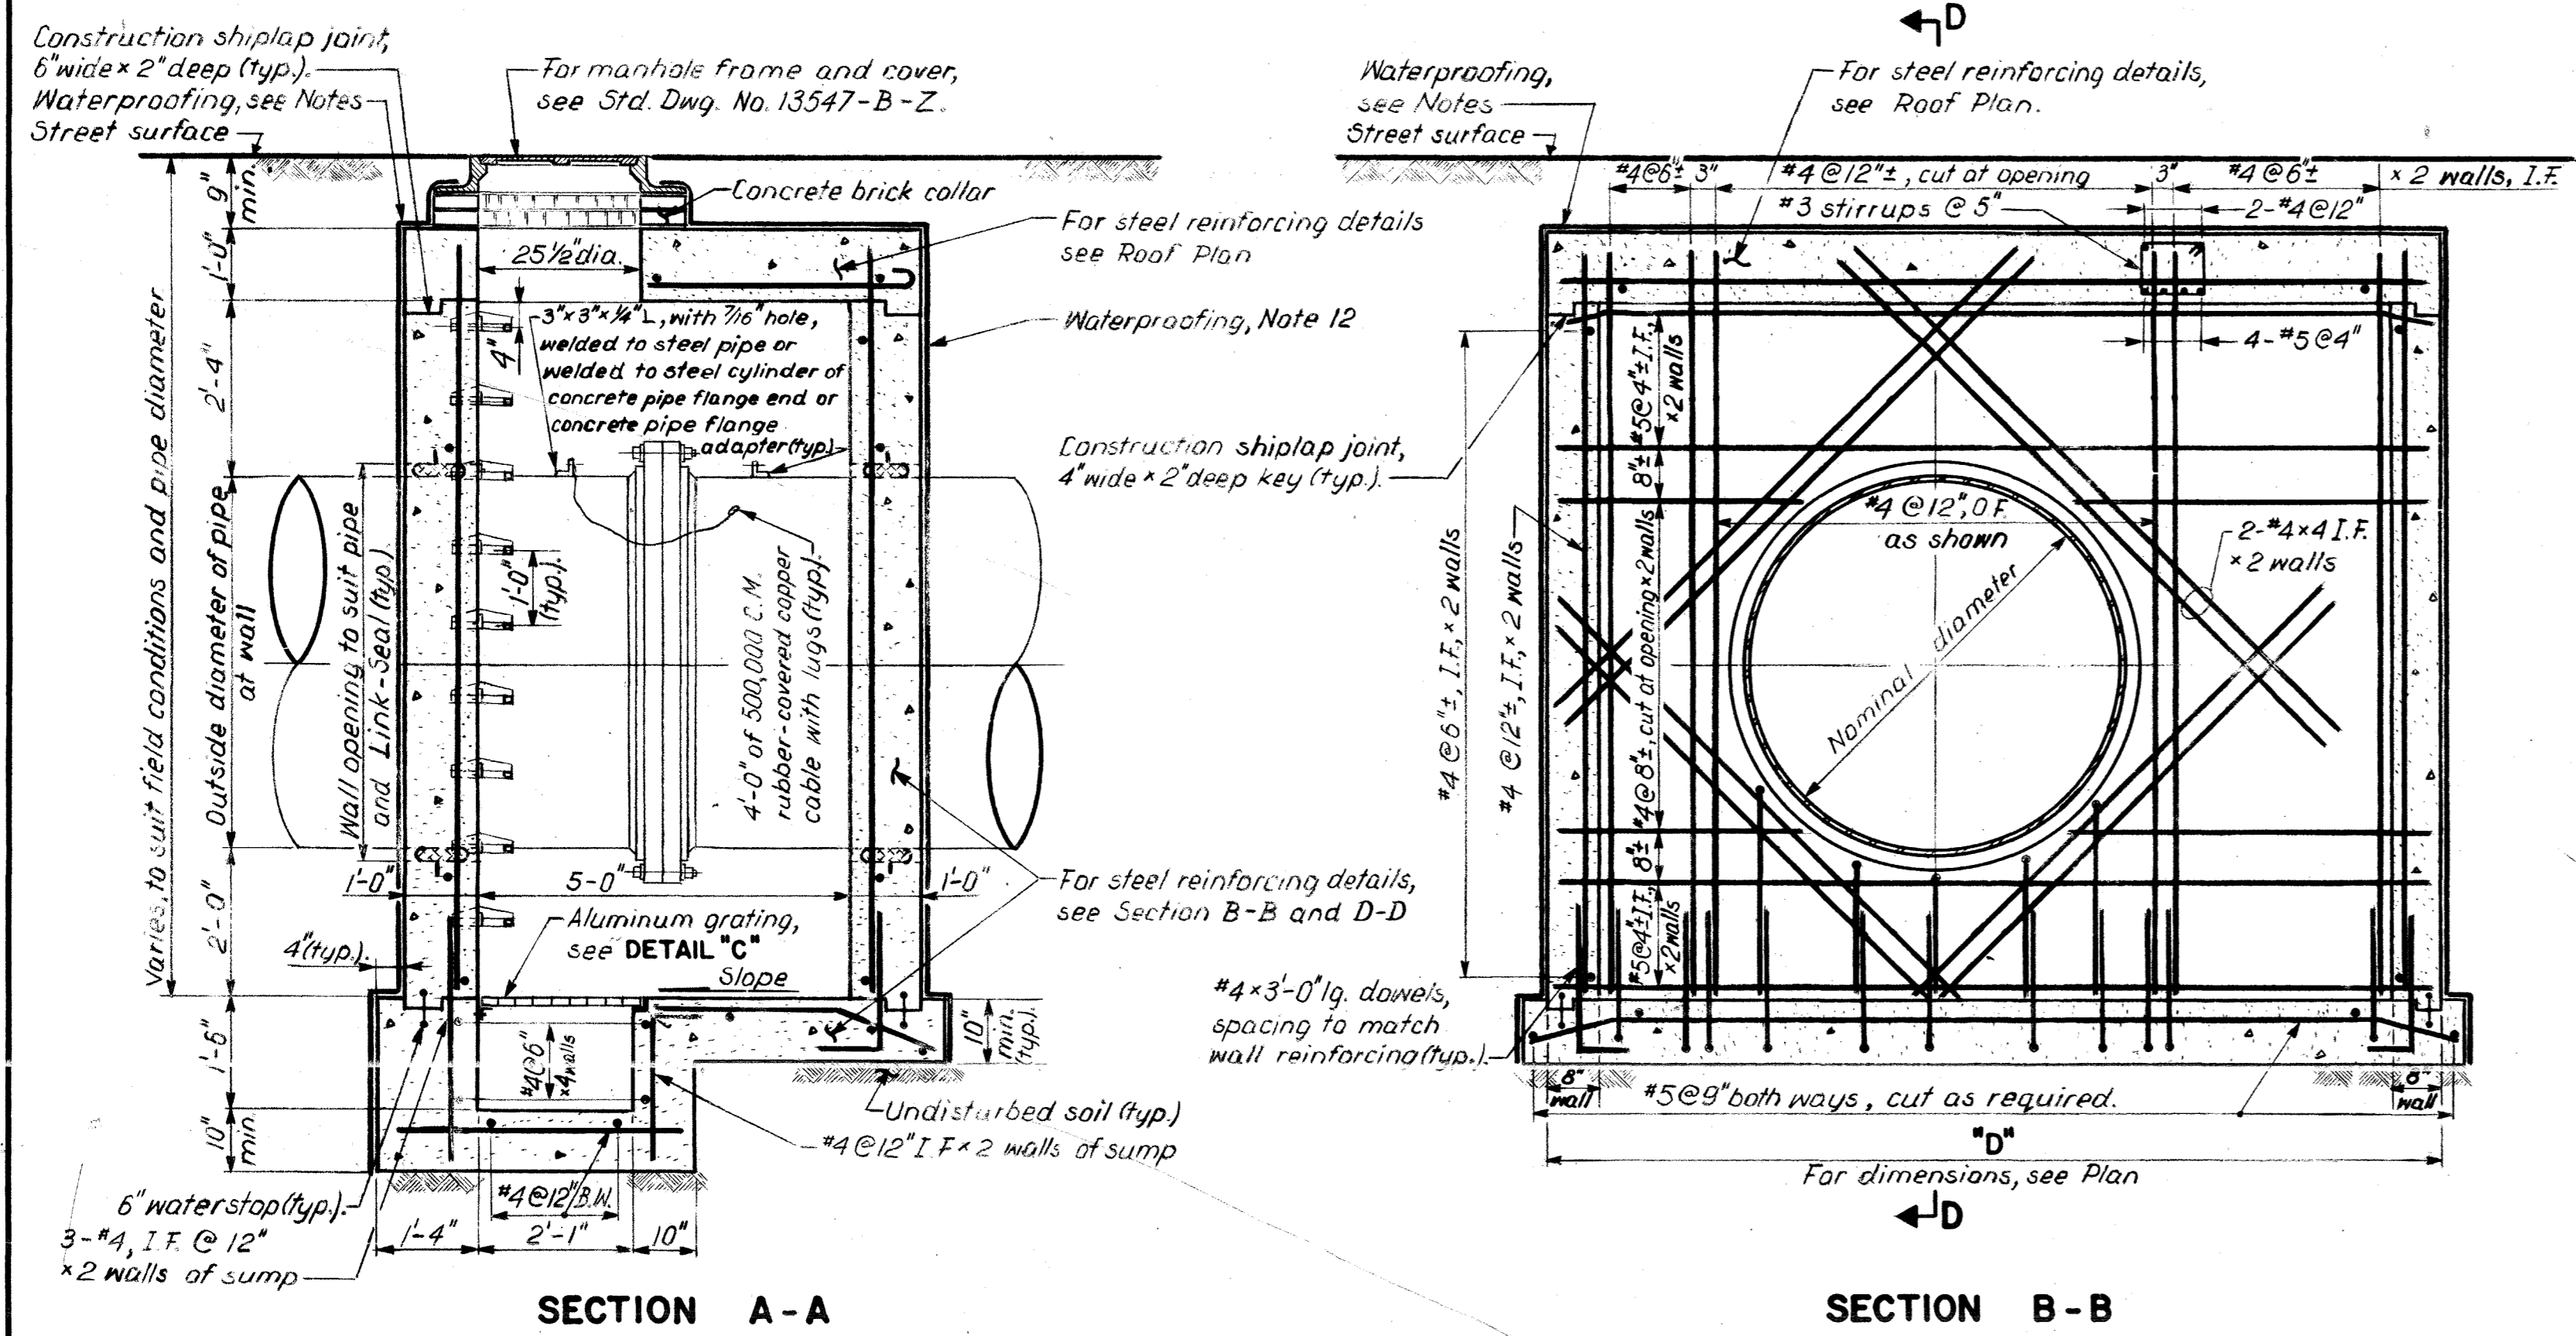 Construction shiplap joint,
6" wide × 2" deep (typ.).
Waterproofing, see Notes
Street surface
For manhole frame and cover,
see Std. Dwg. No. 13547-B-Z.
9"
min.
Concrete brick collar
For steel reinforcing details
see Roof Plan
1'-0"
25½" dia.
3"×3"×¼" L, with 7/16" hole,
welded to steel pipe or
welded to steel cylinder of
concrete pipe flange end or
concrete pipe flange
adapter (typ.)
4"
Waterproofing, Note 12
2'-4"
Varies, to suit field conditions and pipe diameter
Outside diameter of pipe
at wall
Wall opening to suit pipe
and Link-Seal (typ.)
1'-0"
(typ.).
4'-0" of 500,000 C.M.
rubber-covered copper
cable with lugs (typ.).
1'-0"
5-0"
1'-0"
For steel reinforcing details,
see Section B-B and D-D
2'-0"
4" (typ.).
Aluminum grating,
see DETAIL "C"
Slope
1'-6"
#4@6"
×4 walls
10"
min.
(typ.)
Undisturbed soil (typ.)
#4@12" I.F × 2 walls of sump
10"
min.
6" waterstop (typ.).
3-#4, I.F. @ 12"
×2 walls of sump
#4@12" B.W.
1'-4"
2'-1"
10"
SECTION A-A
D
Waterproofing,
see Notes
Street surface
For steel reinforcing details,
see Roof Plan.
#4@6"± 3" #4 @12"±, cut at opening 3" #4 @6"± × 2 walls, I.F.
#3 stirrups @ 5"
2-#4@12"
4-#5@4"
Construction shiplap joint,
4" wide × 2" deep key (typ.).
#5@4"± I.F.,
×2 walls
8"±
#4 @12", O.F.
as shown
2-#4×4 I.F.
×2 walls
Nominal diameter
#4 @6"±, I.F., × 2 walls
#4 @12"±, I.F., × 2 walls
#4@8"±, cut at opening × 2 walls
8"±
#5@4"± I.F.,
×2 walls
#4×3'-0" lg. dowels,
spacing to match
wall reinforcing (typ.).
8"
wall
#5@9" both ways, cut as required.
8"
wall
"D"
For dimensions, see Plan
D
SECTION B-B